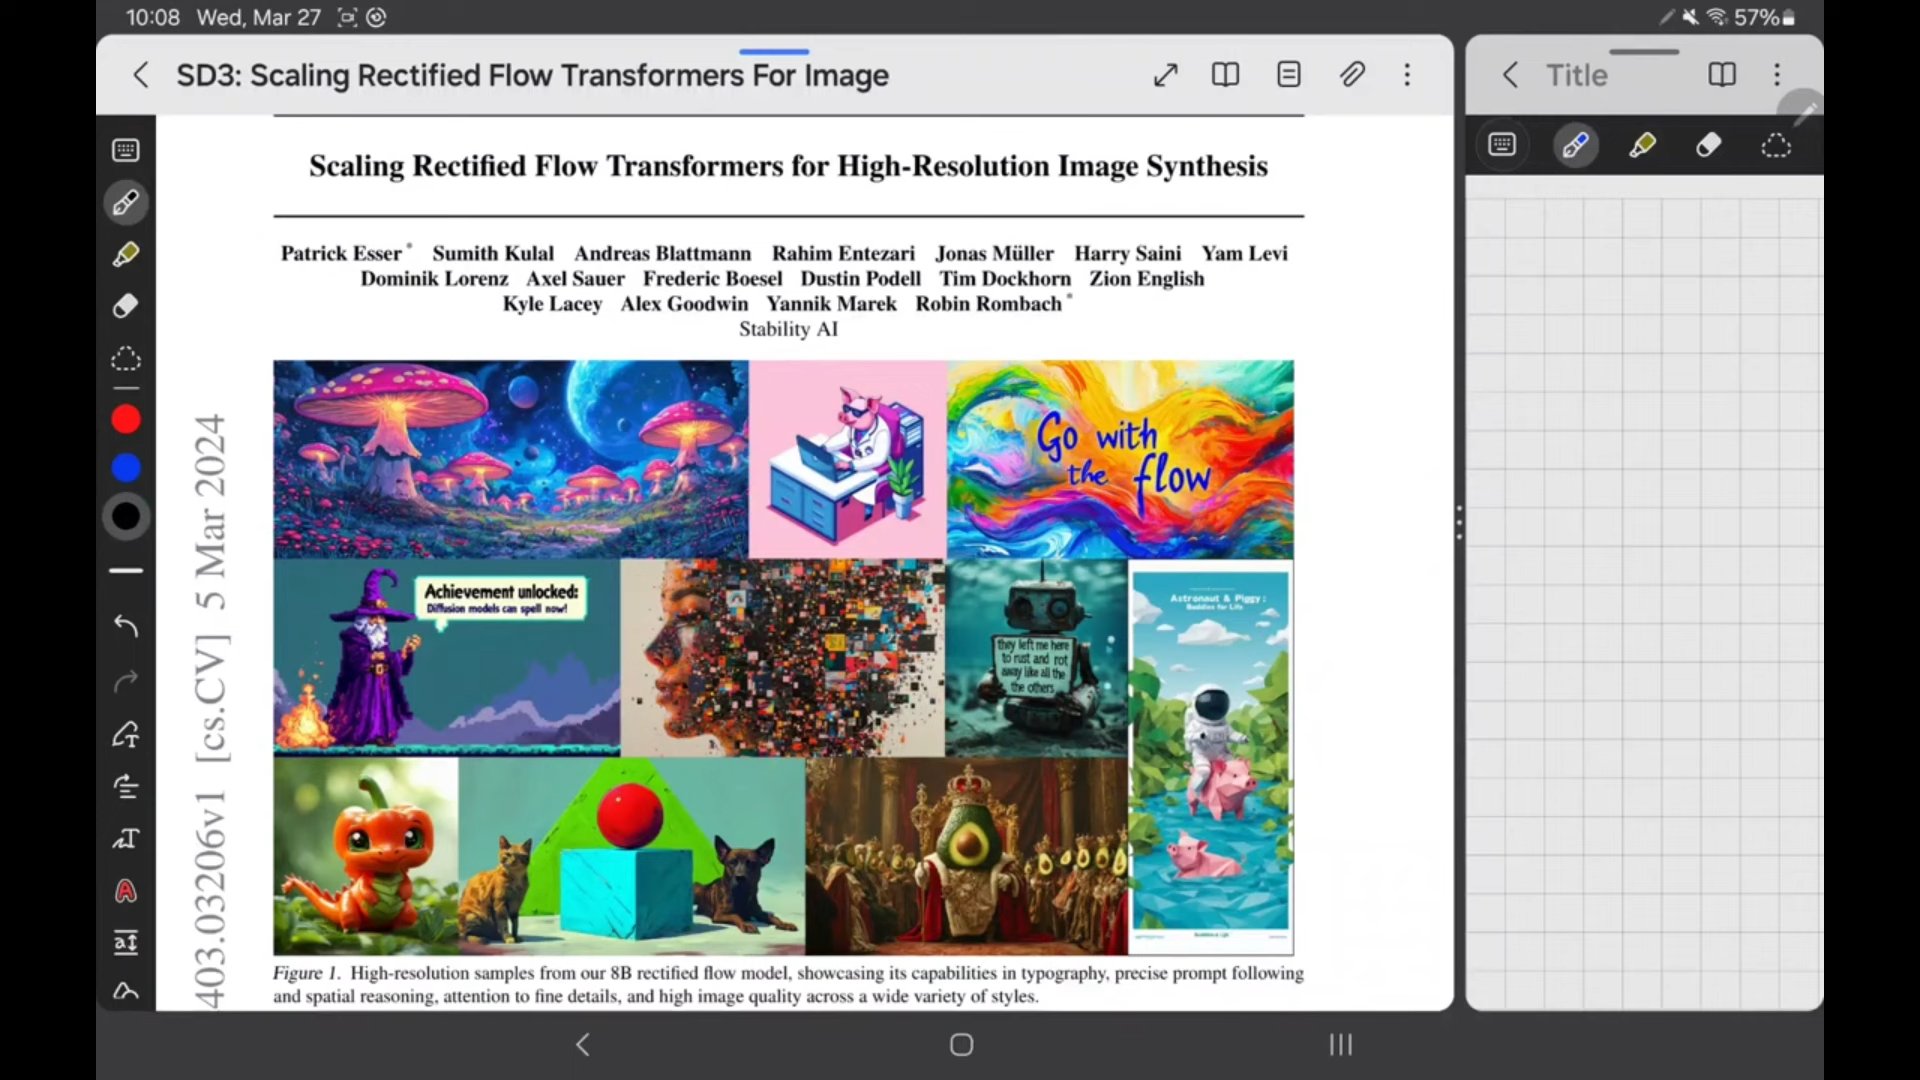 10:08 Wed, Mar 27
57%
SD3: Scaling Rectified Flow Transformers For Image
Title
Scaling Rectified Flow Transformers for High-Resolution Image Synthesis
Patrick Esser* Sumith Kulal Andreas Blattmann Rahim Entezari Jonas Müller Harry Saini Yam Levi
Dominik Lorenz Axel Sauer Frederic Boesel Dustin Podell Tim Dockhorn Zion English
Kyle Lacey Alex Goodwin Yannik Marek Robin Rombach*
Stability AI
403.03206v1 [cs.CV] 5 Mar 2024
Go with
the flow
Achievement unlocked:
Diffusion models can spell now!
they left me here
to rust and rot
away like all the
the others
Astronaut & Piggy:
Buddies for Life
Figure 1. High-resolution samples from our 8B rectified flow model, showcasing its capabilities in typography, precise prompt following
and spatial reasoning, attention to fine details, and high image quality across a wide variety of styles.